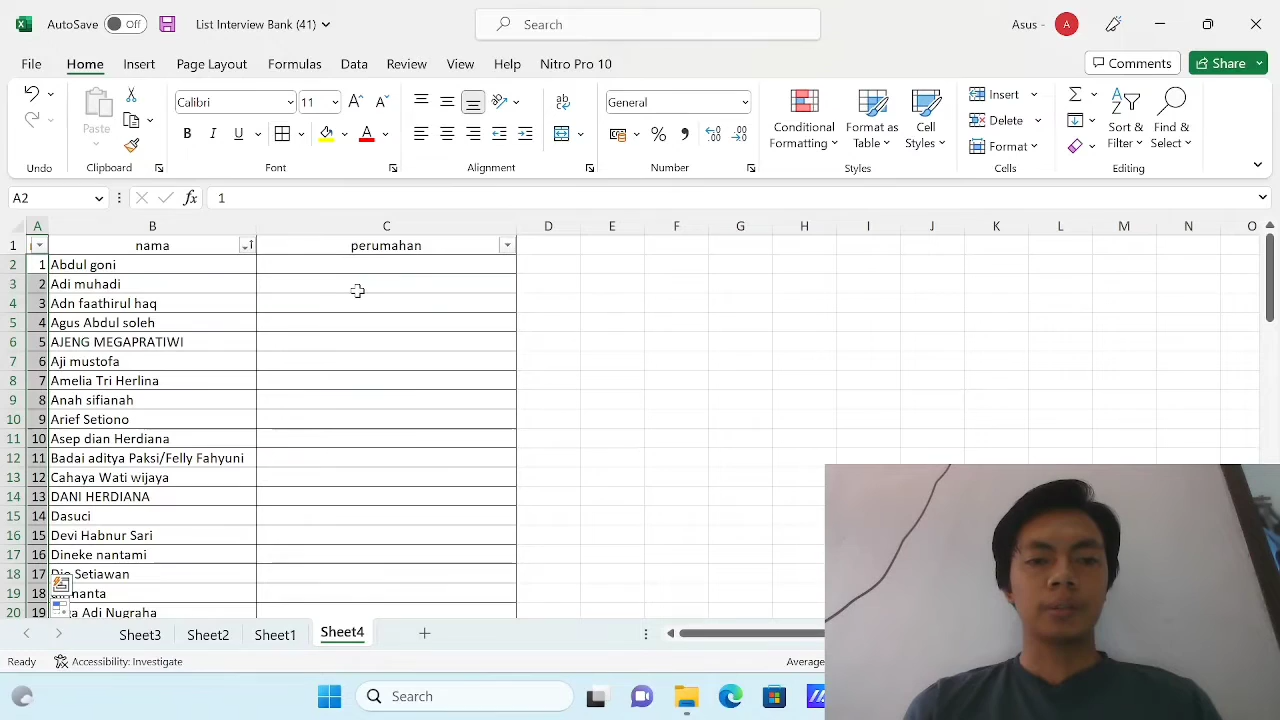 AutoSave Off List Interview Bank (41) Search Asus - A
File Home Insert Page Layout Formulas Data Review View Help Nitro Pro 10 Comments Share
Paste Calibri 11 General Conditional Formatting Format as Table Cell Styles Insert Delete Format Sort & Filter Find & Select
B I U A
Undo Clipboard Font Alignment Number Styles Cells Editing
A2 fx 1
A B C D E F G H I J K L M N O
1 nama perumahan
2 1 Abdul goni
3 2 Adi muhadi
4 3 Adn faathirul haq
5 4 Agus Abdul soleh
6 5 AJENG MEGAPRATIWI
7 6 Aji mustofa
8 7 Amelia Tri Herlina
9 8 Anah sifianah
10 9 Arief Setiono
11 10 Asep dian Herdiana
12 11 Badai aditya Paksi/Felly Fahyuni
13 12 Cahaya Wati wijaya
14 13 DANI HERDIANA
15 14 Dasuci
16 15 Devi Habnur Sari
17 16 Dineke nantami
18 17 Setiawan
19 18
20 19 Adi Nugraha
Sheet3 Sheet2 Sheet1 Sheet4
Ready Accessibility: Investigate Average
Search